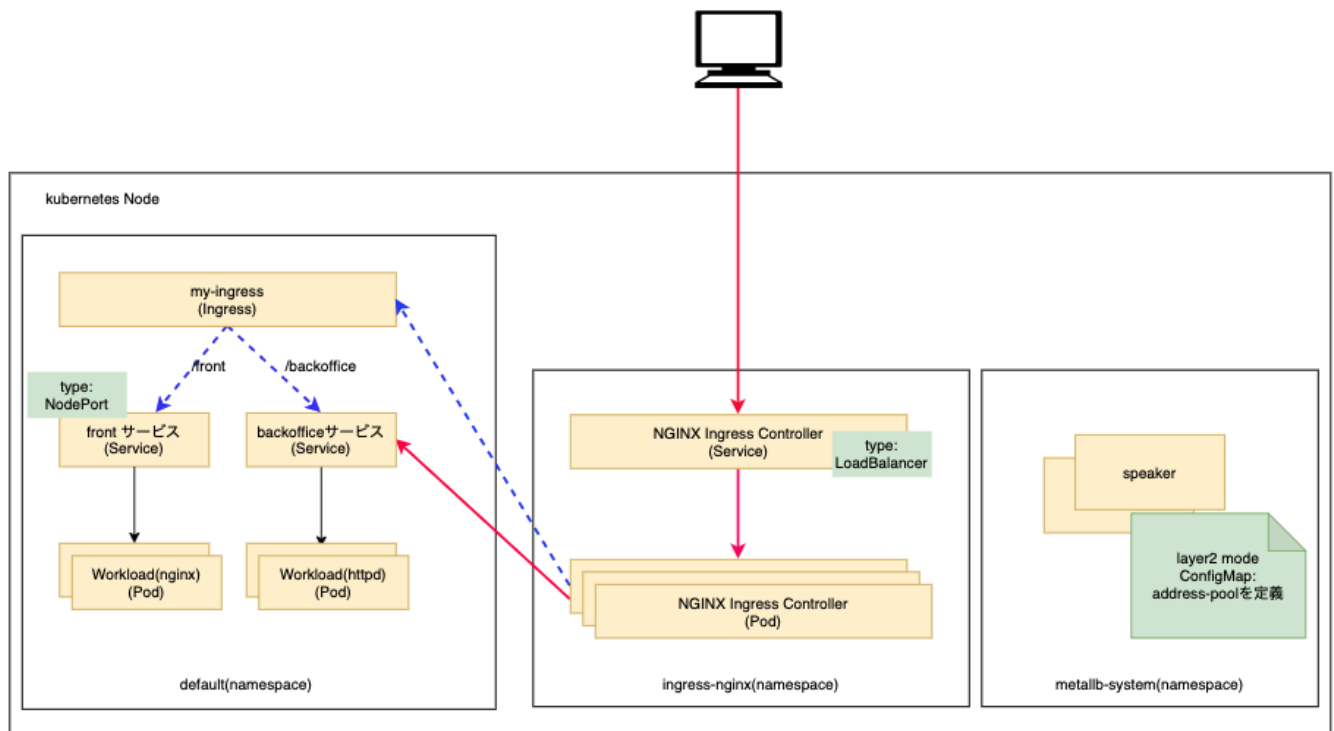 kubernetes Node
my-ingress
(Ingress)
/front
/backoffice
type:
NodePort
front サービス
(Service)
backofficeサービス
(Service)
Workload(nginx)
(Pod)
Workload(httpd)
(Pod)
default(namespace)
NGINX Ingress Controller
(Service)
type:
LoadBalancer
NGINX Ingress Controller
(Pod)
ingress-nginx(namespace)
speaker
layer2 mode
ConfigMap:
address-poolを定義
metallb-system(namespace)